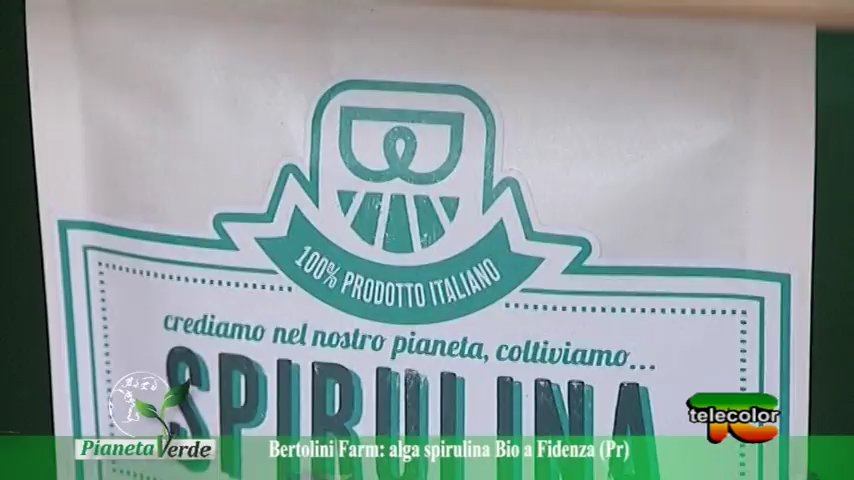 100% PRODOTTO ITALIANO
crediamo nel nostro pianeta, coltiviamo...
SPIRULINA
Pianeta Verde
Bertolini Farm: alga spirulina Bio a Fidenza (Pr)
telecolor